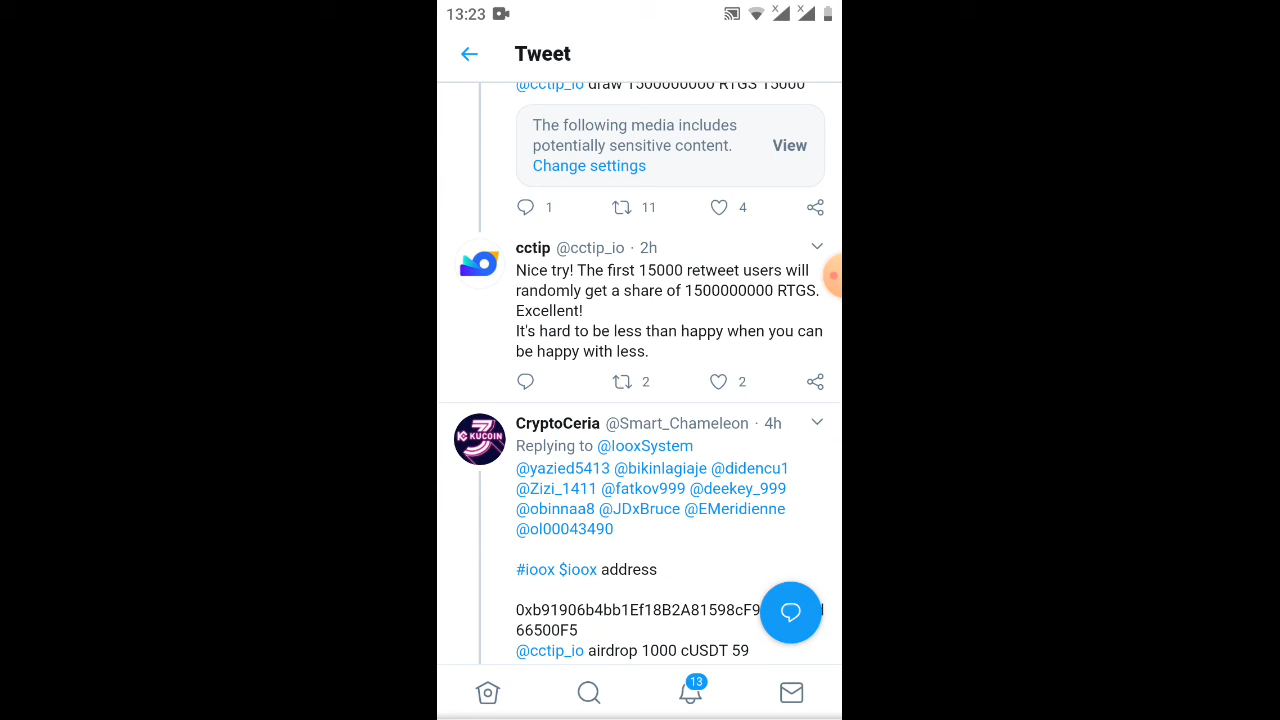 13:23
Tweet
@cctip_io draw 1500000000 RTGS 15000
The following media includes
potentially sensitive content.
View
Change settings
1 11 4
cctip @cctip_io · 2h
Nice try! The first 15000 retweet users will
randomly get a share of 1500000000 RTGS.
Excellent!
It's hard to be less than happy when you can
be happy with less.
2 2
KUCOIN
CryptoCeria @Smart_Chameleon · 4h
Replying to @IooxSystem
@yazied5413 @bikinlagiaje @didencu1
@Zizi_1411 @fatkov999 @deekey_999
@obinnaa8 @JDxBruce @EMeridienne
@ol00043490
#ioox $ioox address
0xb91906b4bb1Ef18B2A81598cF9
66500F5
@cctip_io airdrop 1000 cUSDT 59
13